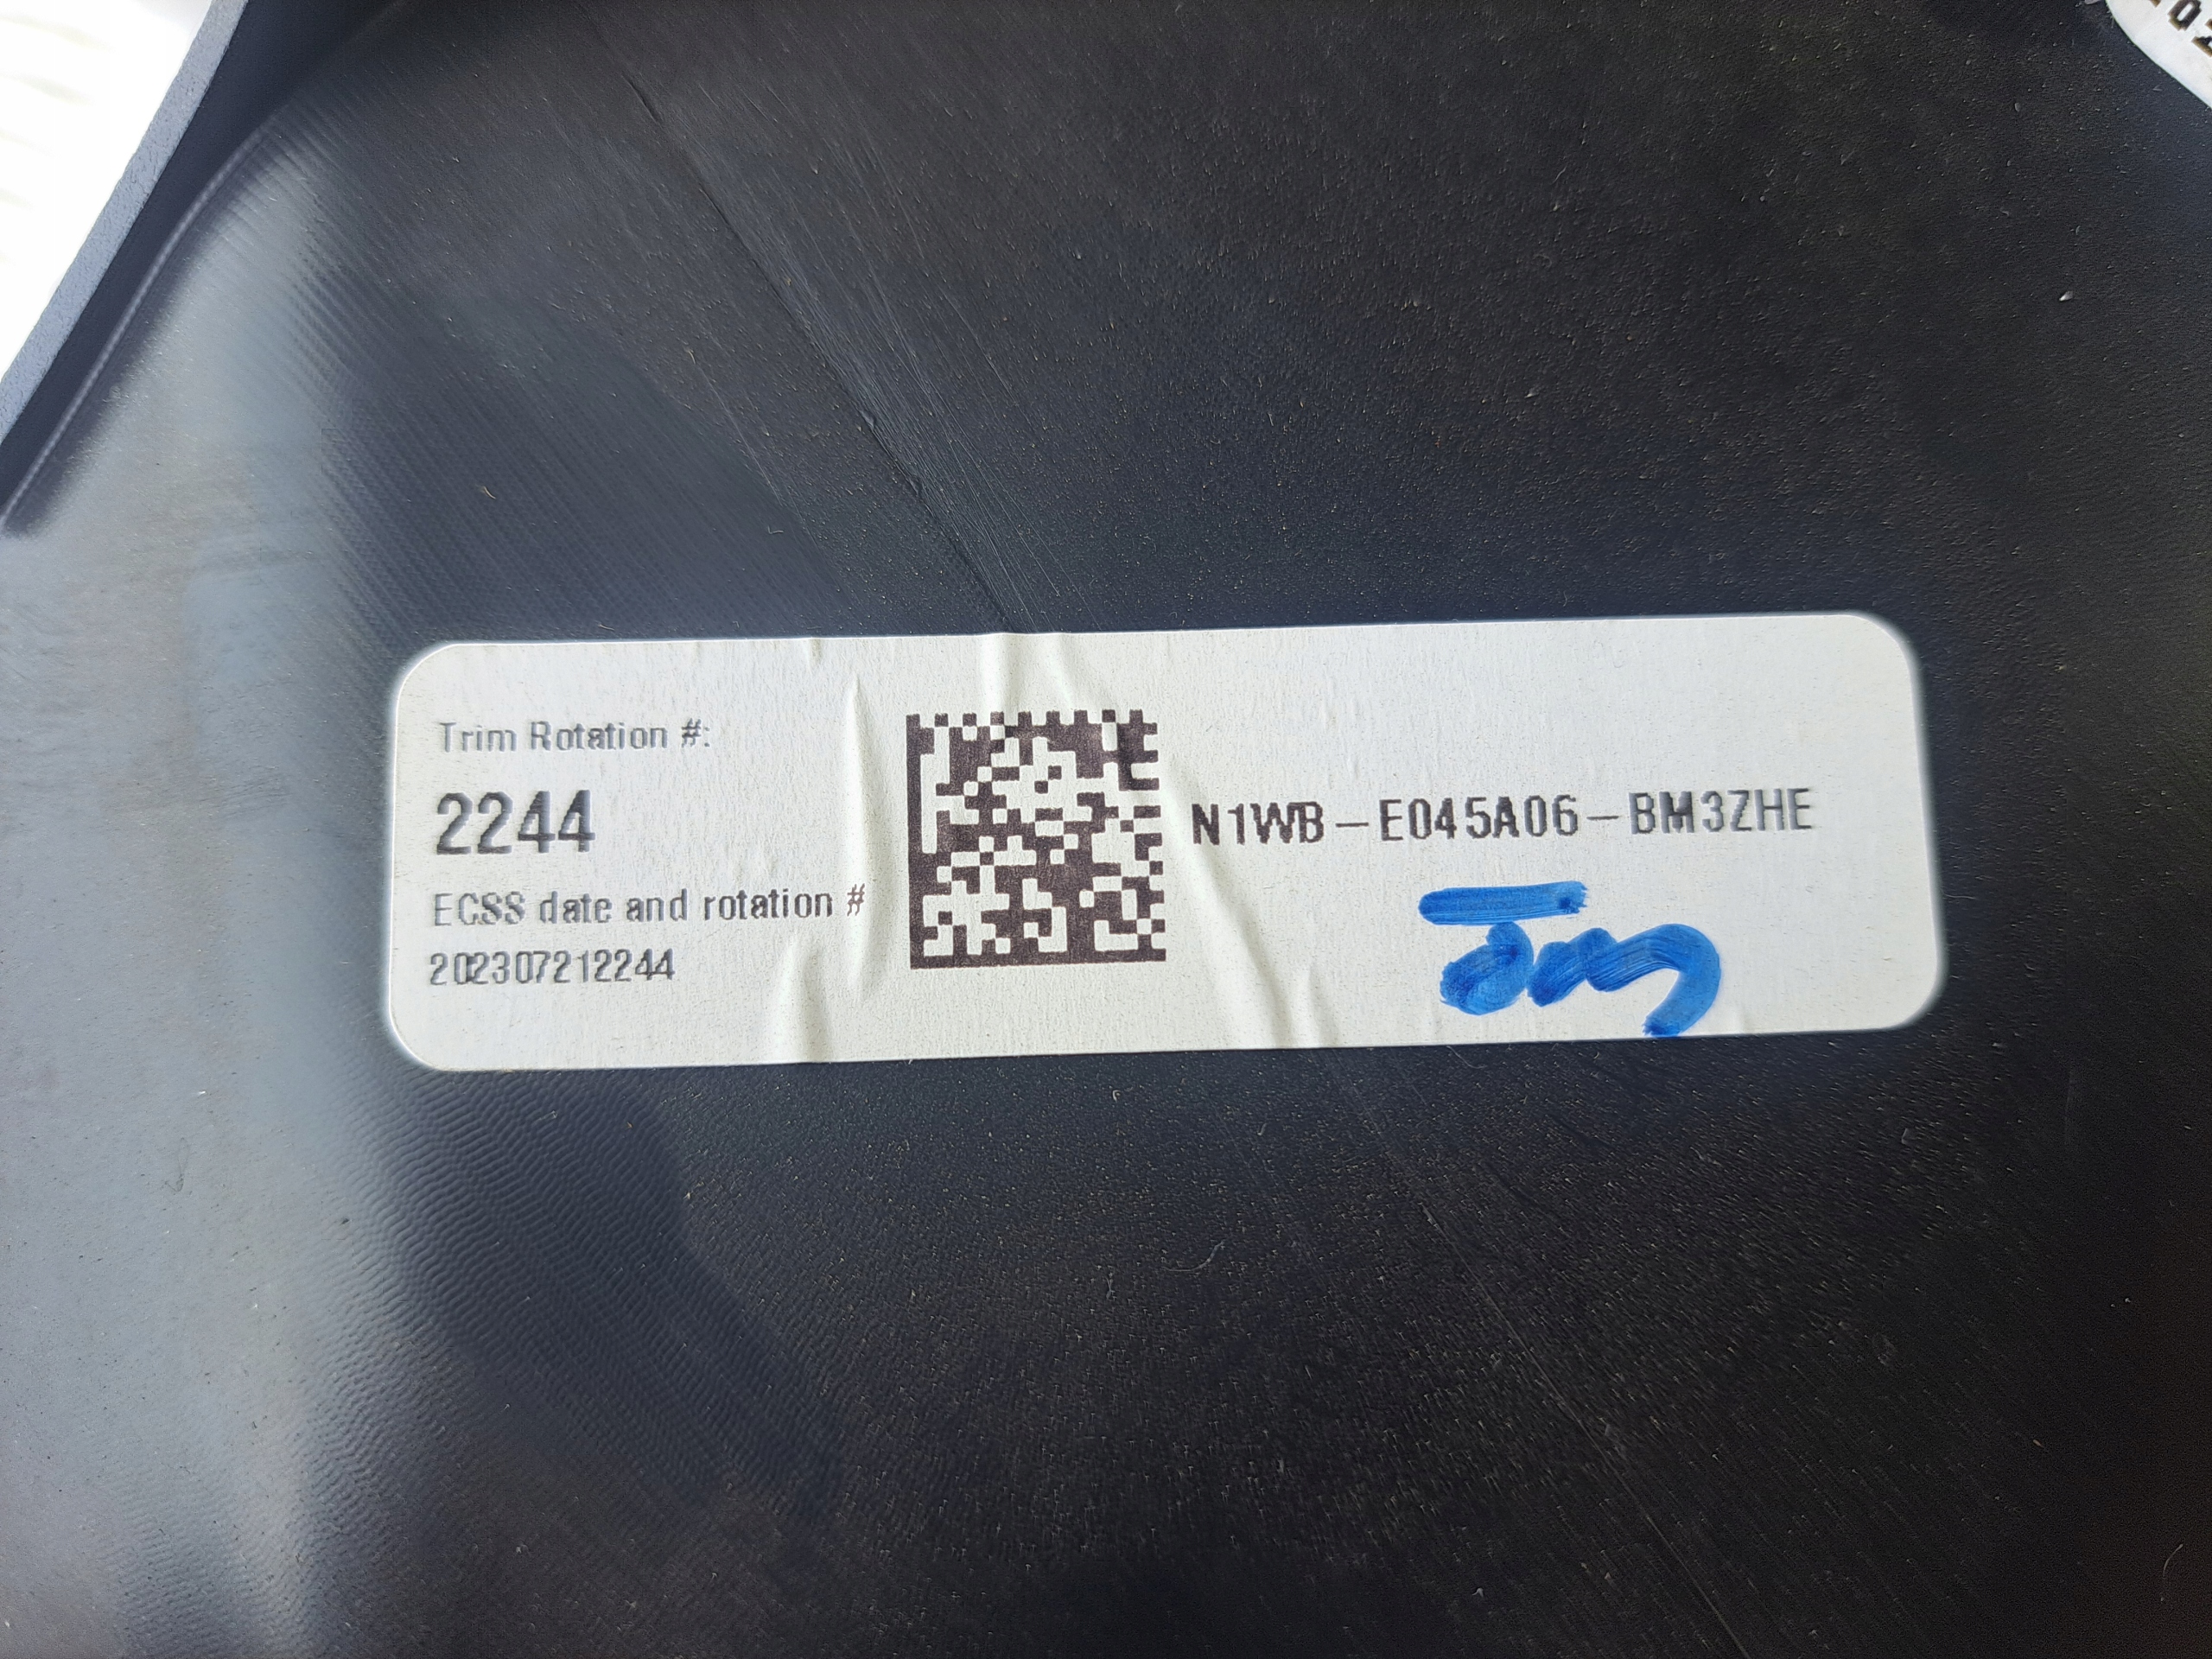 Trim Rotation #:
2244
ECSS date and rotation #
202307212244
N1WB-E045A06-BM3ZHE